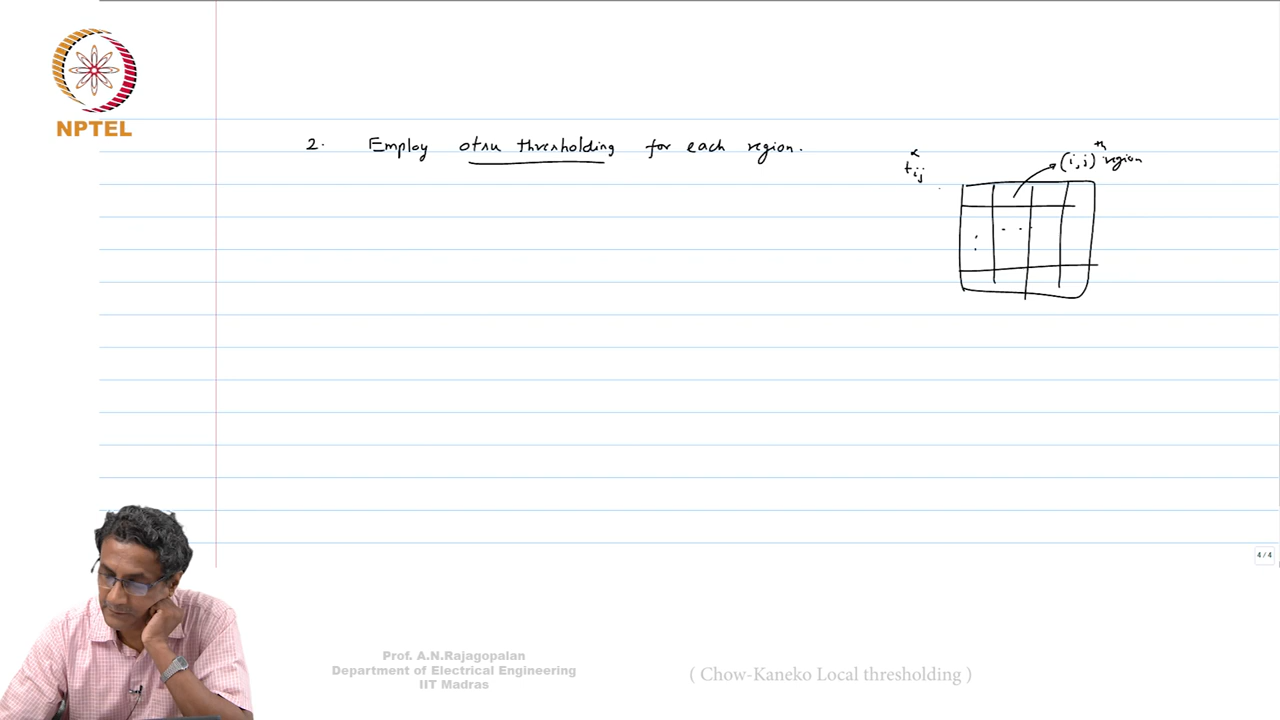 NPTEL
2. Employ otsu thresholding for each region.
t*ij
(i,j)th region
4 / 4
Prof. A.N.Rajagopalan
Department of Electrical Engineering
IIT Madras
( Chow-Kaneko Local thresholding )